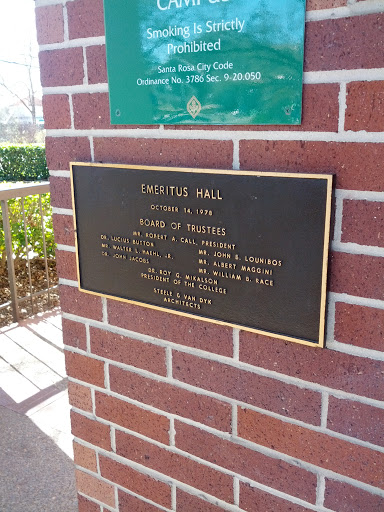 CAMPUS
Smoking Is Strictly
Prohibited
Santa Rosa City Code
Ordinance No. 3786 Sec. 9-20.050
EMERITUS HALL
OCTOBER 14, 1978
BOARD OF TRUSTEES
MR. ROBERT A. CALL, PRESIDENT
DR. LUCIUS BUTTON MR. JOHN E. LOUNIBOS
MR. WALTER L. HAEHL, JR. MR. ALBERT MAGGINI
DR. JOHN JACOBS MR. WILLIAM B. RACE
DR. ROY G. MIKALSON
PRESIDENT OF THE COLLEGE
STEELE & VAN DYK
ARCHITECTS